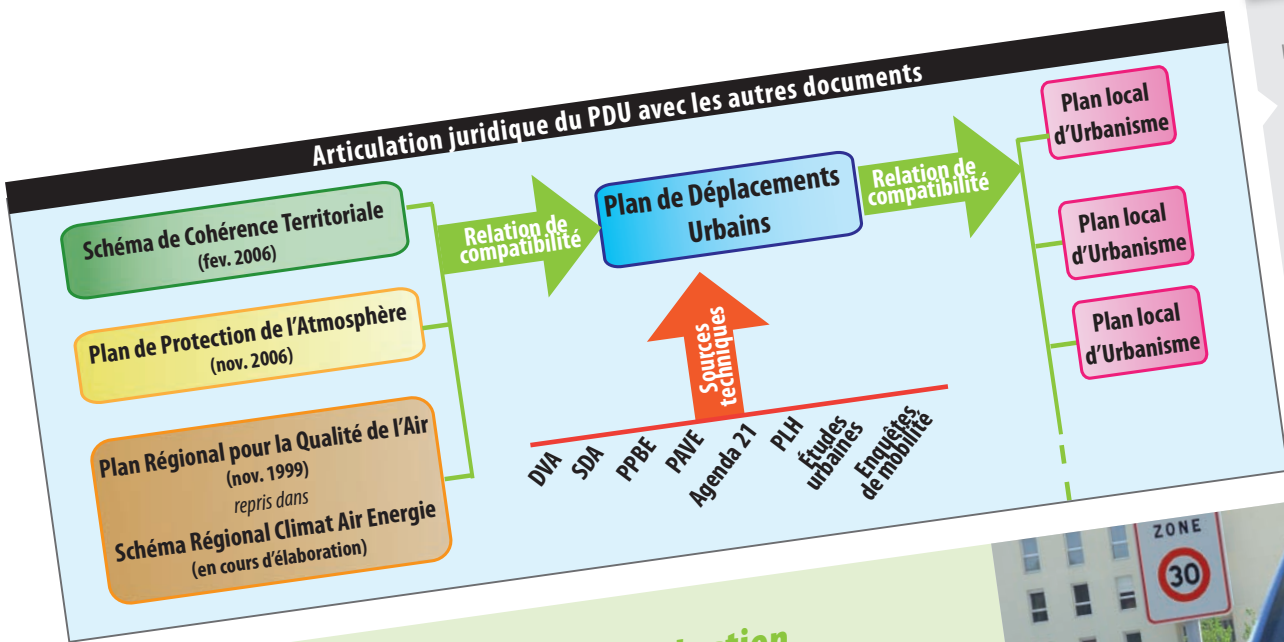 Articulation juridique du PDU avec les autres documents
Schéma de Cohérence Territoriale
(fev. 2006)
Plan de Protection de l'Atmosphère
(nov. 2006)
Plan Régional pour la Qualité de l'Air
(nov. 1999)
repris dans
Schéma Régional Climat Air Energie
(en cours d'élaboration)
Relation de
compatibilité
Plan de Déplacements
Urbains
Sources
techniques
DVA
SDA
PPBE
PAVE
Agenda 21
PLH
Études
urbaines
Enquêtes
de mobilité
Relation de
compatibilité
Plan local
d'Urbanisme
Plan local
d'Urbanisme
Plan local
d'Urbanisme
ZONE
30